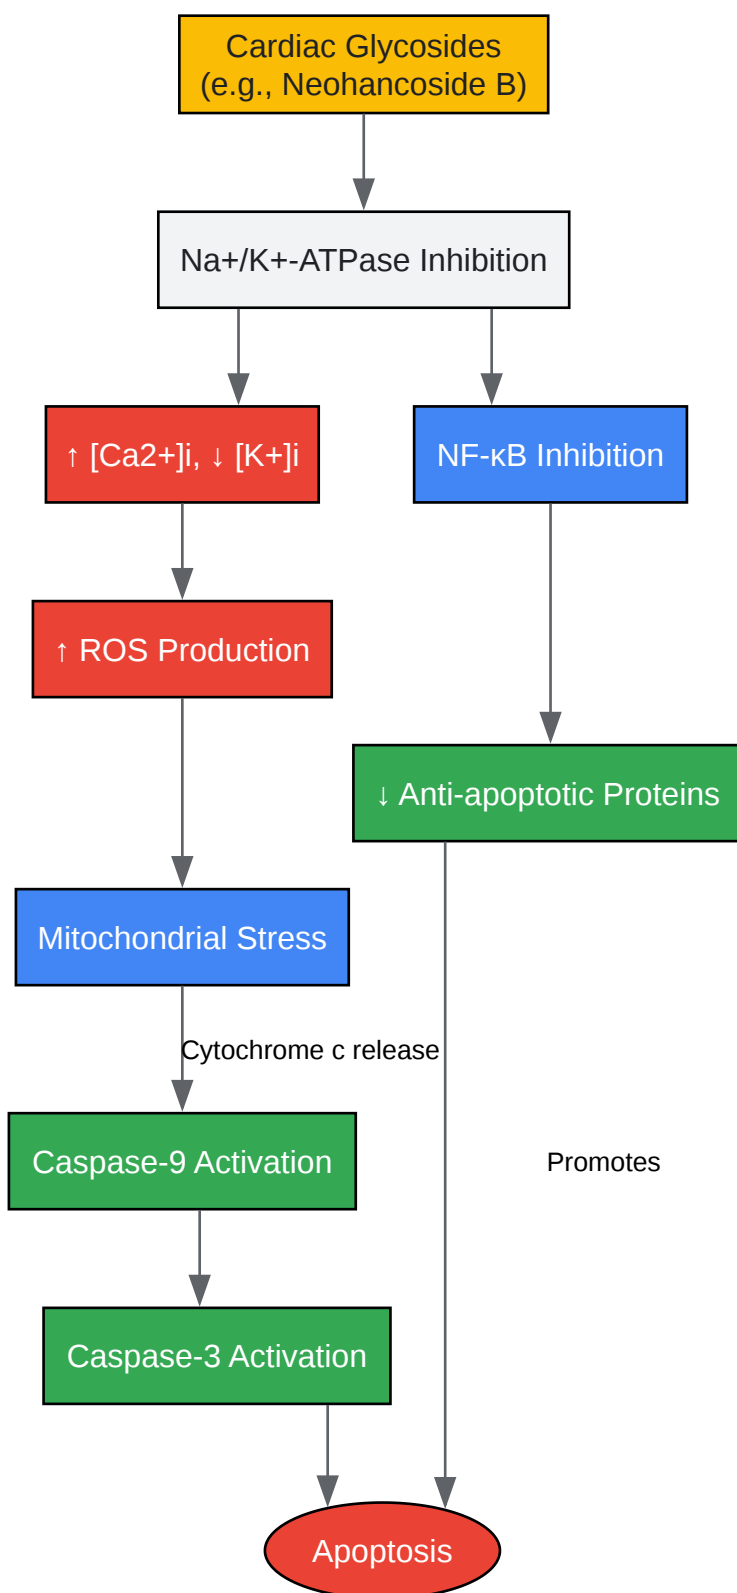 Cardiac Glycosides
(e.g., Neohancoside B)
Na+/K+-ATPase Inhibition
↑ [Ca2+]i, ↓ [K+]i
NF-κB Inhibition
↑ ROS Production
↓ Anti-apoptotic Proteins
Mitochondrial Stress
Cytochrome c release
Caspase-9 Activation
Promotes
Caspase-3 Activation
Apoptosis